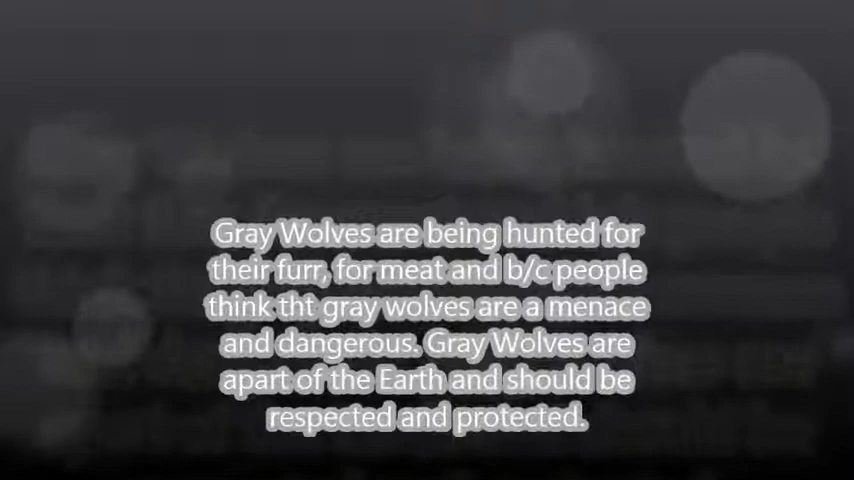 Gray Wolves are being hunted for
their furr, for meat and b/c people
think tht gray wolves are a menace
and dangerous. Gray Wolves are
apart of the Earth and should be
respected and protected.